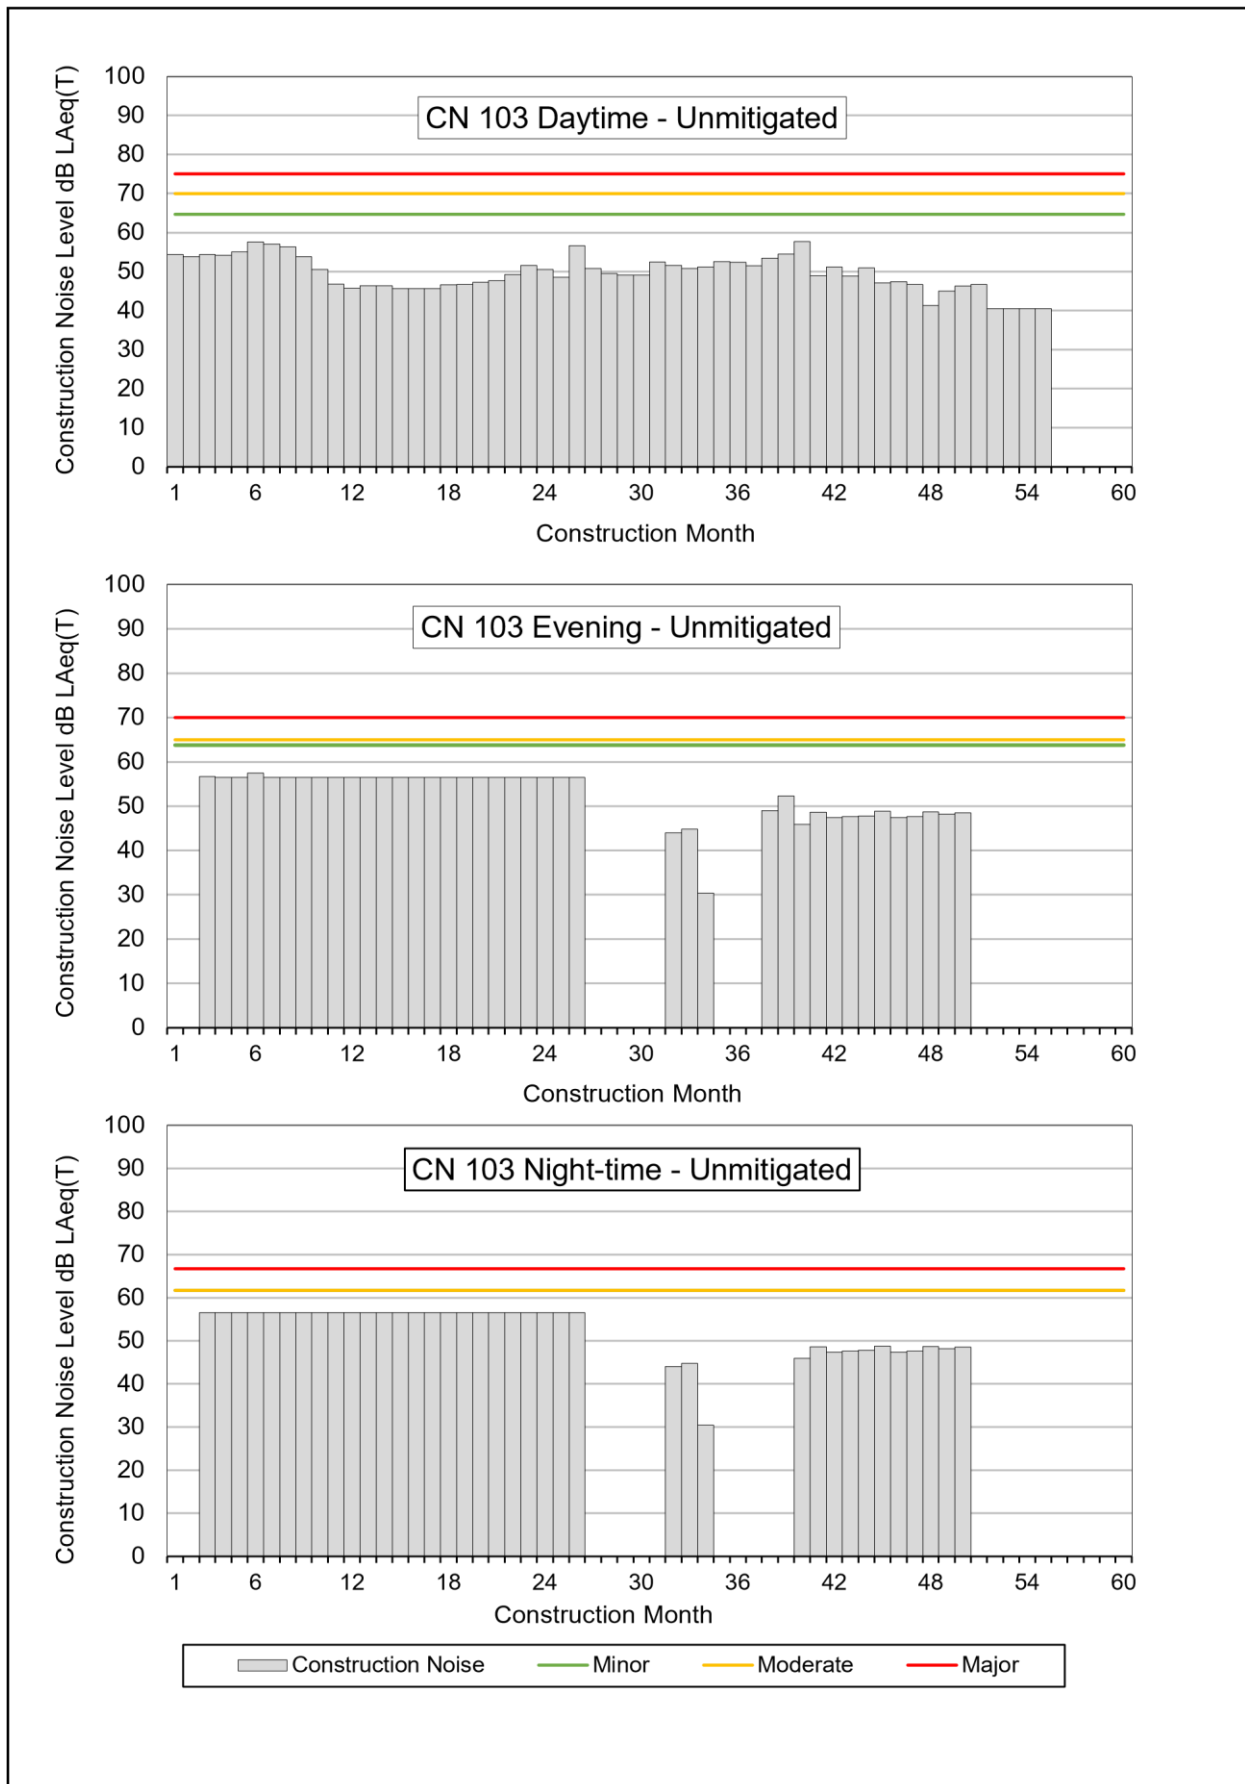 CN 103 Daytime - Unmitigated
Construction Noise Level dB LAeq(T)
100
90
80
70
60
50
40
30
20
10
0
1 6 12 18 24 30 36 42 48 54 60
Construction Month
CN 103 Evening - Unmitigated
Construction Noise Level dB LAeq(T)
100
90
80
70
60
50
40
30
20
10
0
1 6 12 18 24 30 36 42 48 54 60
Construction Month
CN 103 Night-time - Unmitigated
Construction Noise Level dB LAeq(T)
100
90
80
70
60
50
40
30
20
10
0
1 6 12 18 24 30 36 42 48 54 60
Construction Month
Construction Noise Minor Moderate Major